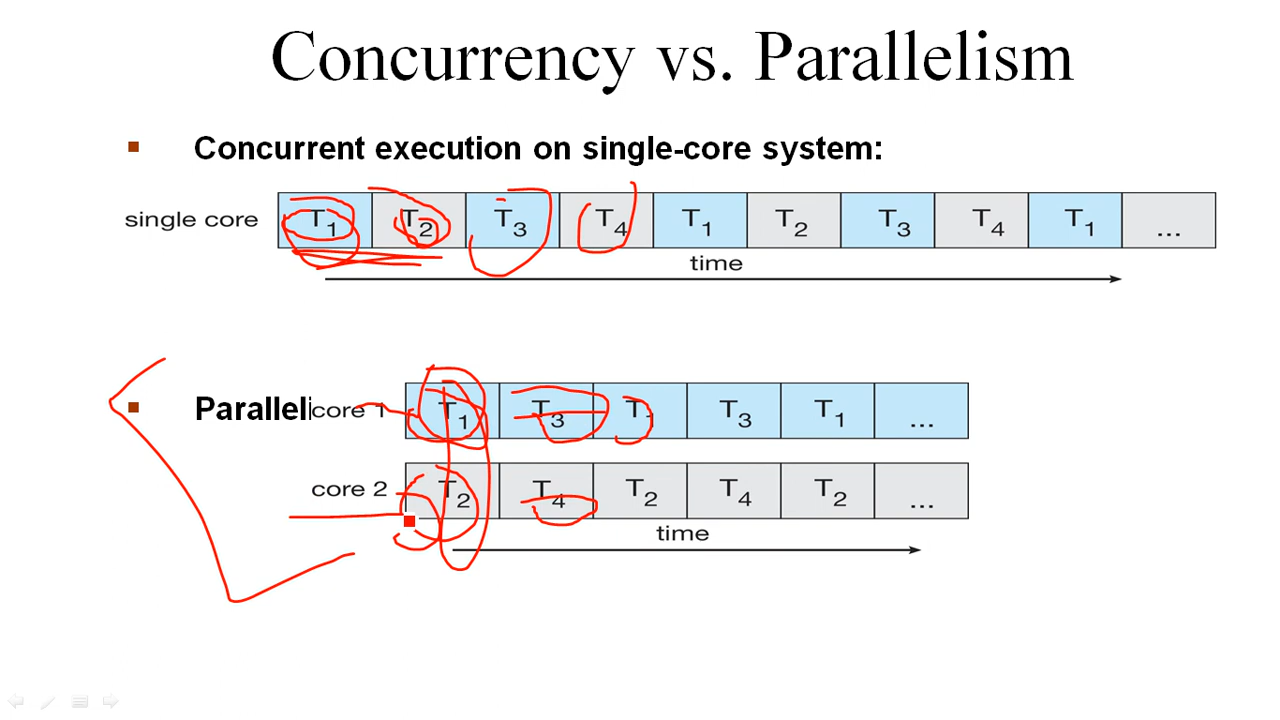 Concurrency vs. Parallelism
Concurrent execution on single-core system:
single core T1 T2 T3 T4 T1 T2 T3 T4 T1 ...
time
Paralleli
core 1 T1 T3 T1 T3 T1 ...
core 2 T2 T4 T2 T4 T2 ...
time